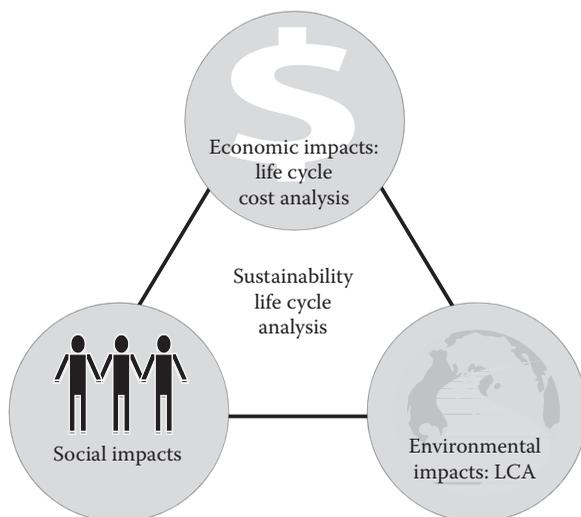 $
Economic impacts:
life cycle
cost analysis
Sustainability
life cycle
analysis
Social impacts
Environmental
impacts: LCA